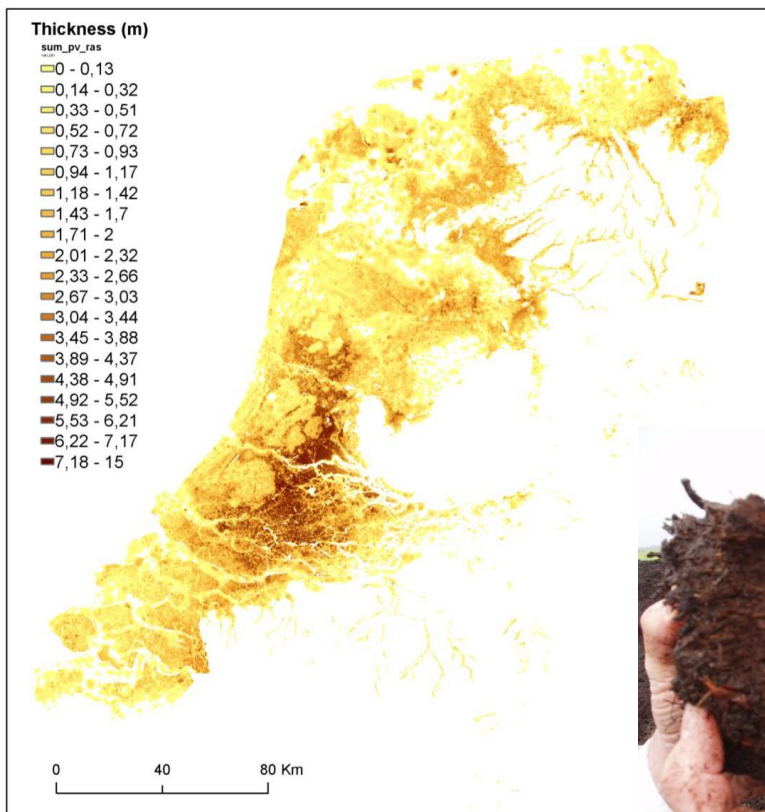 Thickness (m)
sum_pv_ras
0 - 0,13
0,14 - 0,32
0,33 - 0,51
0,52 - 0,72
0,73 - 0,93
0,94 - 1,17
1,18 - 1,42
1,43 - 1,7
1,71 - 2
2,01 - 2,32
2,33 - 2,66
2,67 - 3,03
3,04 - 3,44
3,45 - 3,88
3,89 - 4,37
4,38 - 4,91
4,92 - 5,52
5,53 - 6,21
6,22 - 7,17
7,18 - 15
0 40 80 Km